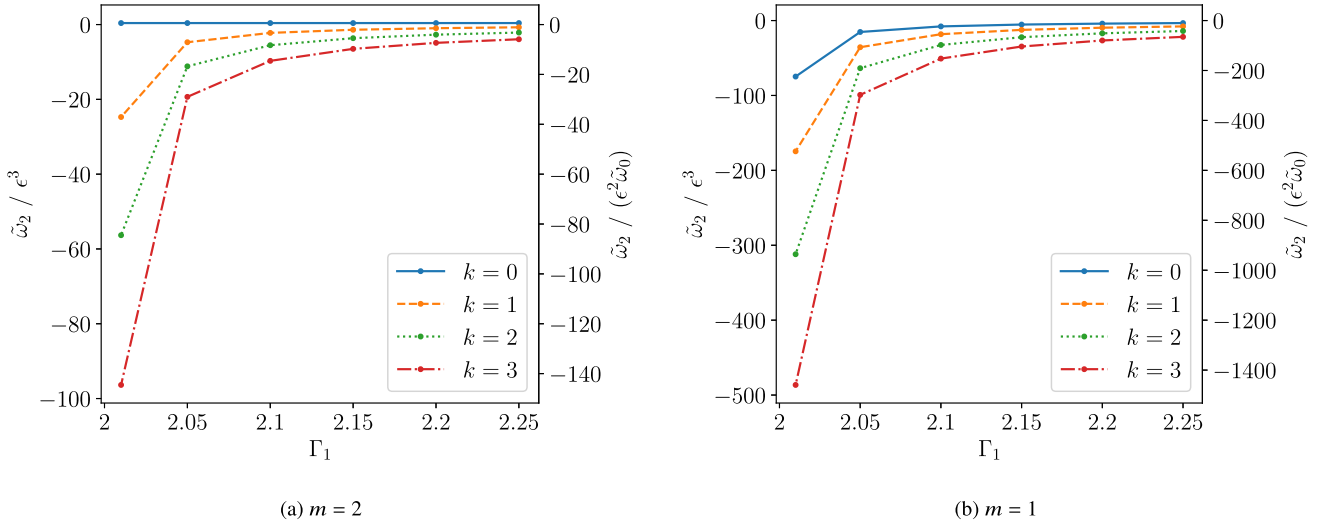 0
−20
−40
−60
−80
−100
ω̃₂ / ϵ³
0
−20
−40
−60
−80
−100
−120
−140
ω̃₂ / (ϵ²ω̃₀)
k = 0
k = 1
k = 2
k = 3
2 2.05 2.1 2.15 2.2 2.25
Γ₁
(a) m = 2
0
−100
−200
−300
−400
−500
ω̃₂ / ϵ³
0
−200
−400
−600
−800
−1000
−1200
−1400
ω̃₂ / (ϵ²ω̃₀)
k = 0
k = 1
k = 2
k = 3
2 2.05 2.1 2.15 2.2 2.25
Γ₁
(b) m = 1